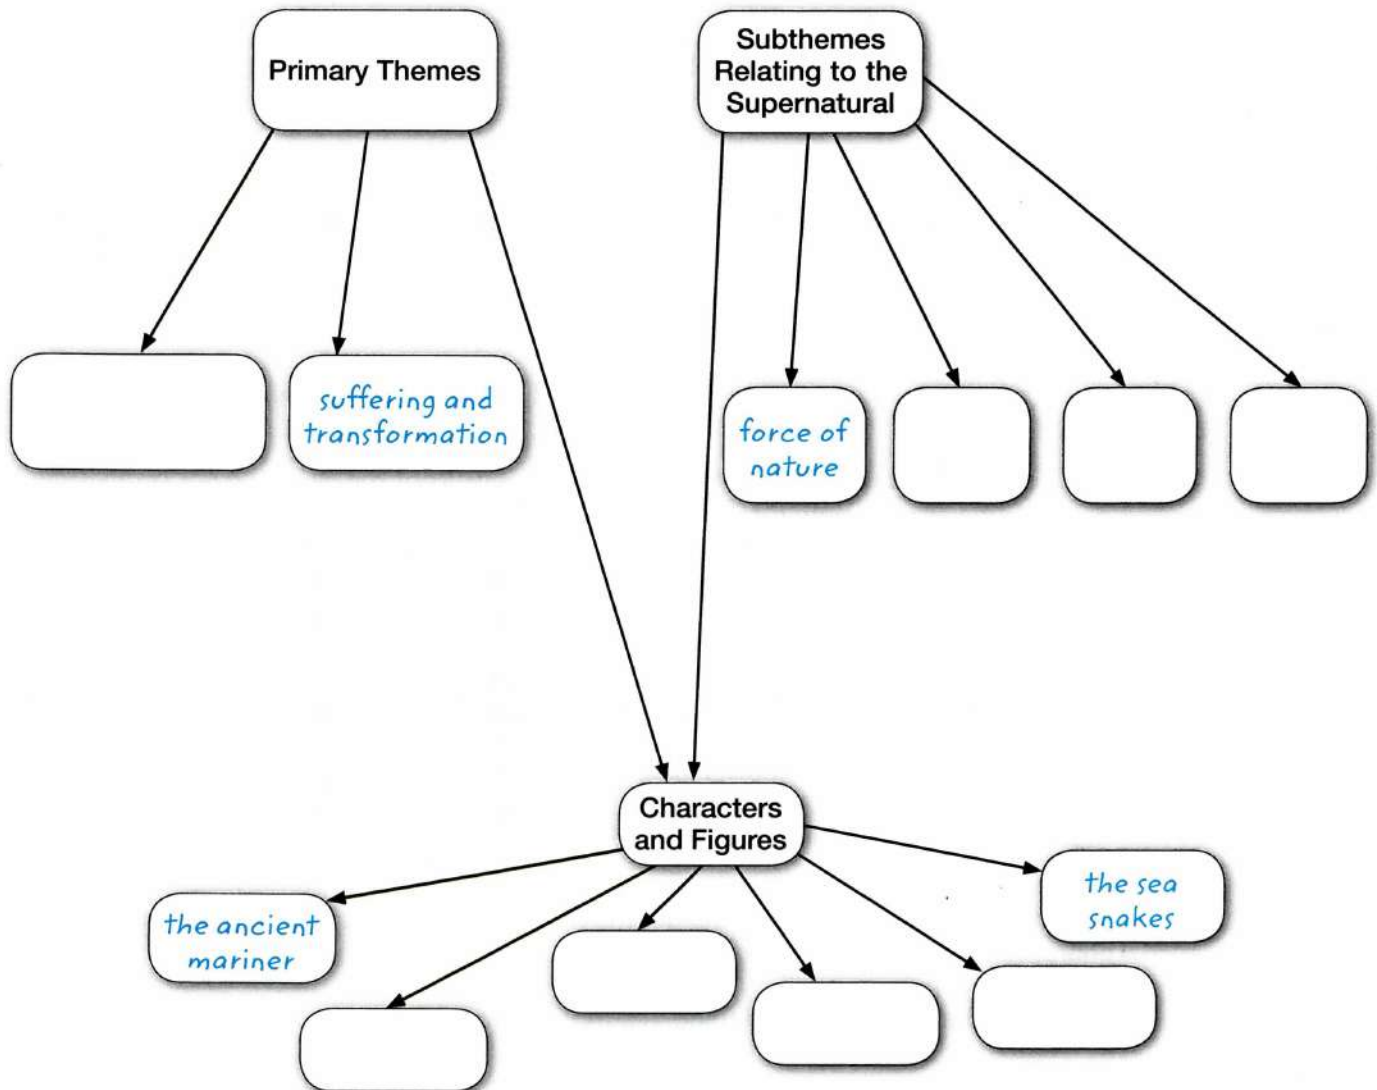 Primary Themes
Subthemes
Relating to the
Supernatural
suffering and
transformation
force of
nature
Characters
and Figures
the ancient
mariner
the sea
snakes